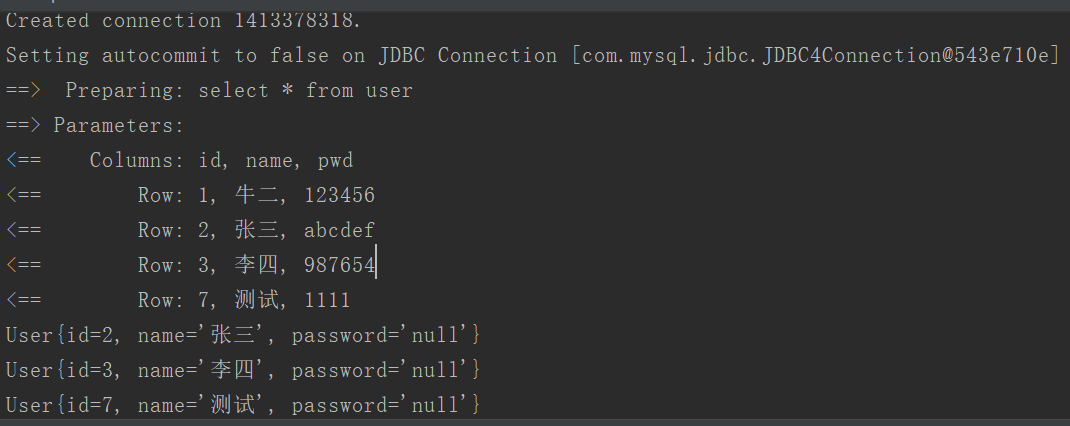 Created connection 1413378318.
Setting autocommit to false on JDBC Connection [com.mysql.jdbc.JDBC4Connection@543e710e]
==>  Preparing: select * from user
==> Parameters:
<==    Columns: id, name, pwd
<==        Row: 1, 牛二, 123456
<==        Row: 2, 张三, abcdef
<==        Row: 3, 李四, 987654
<==        Row: 7, 测试, 1111
User{id=2, name='张三', password='null'}
User{id=3, name='李四', password='null'}
User{id=7, name='测试', password='null'}